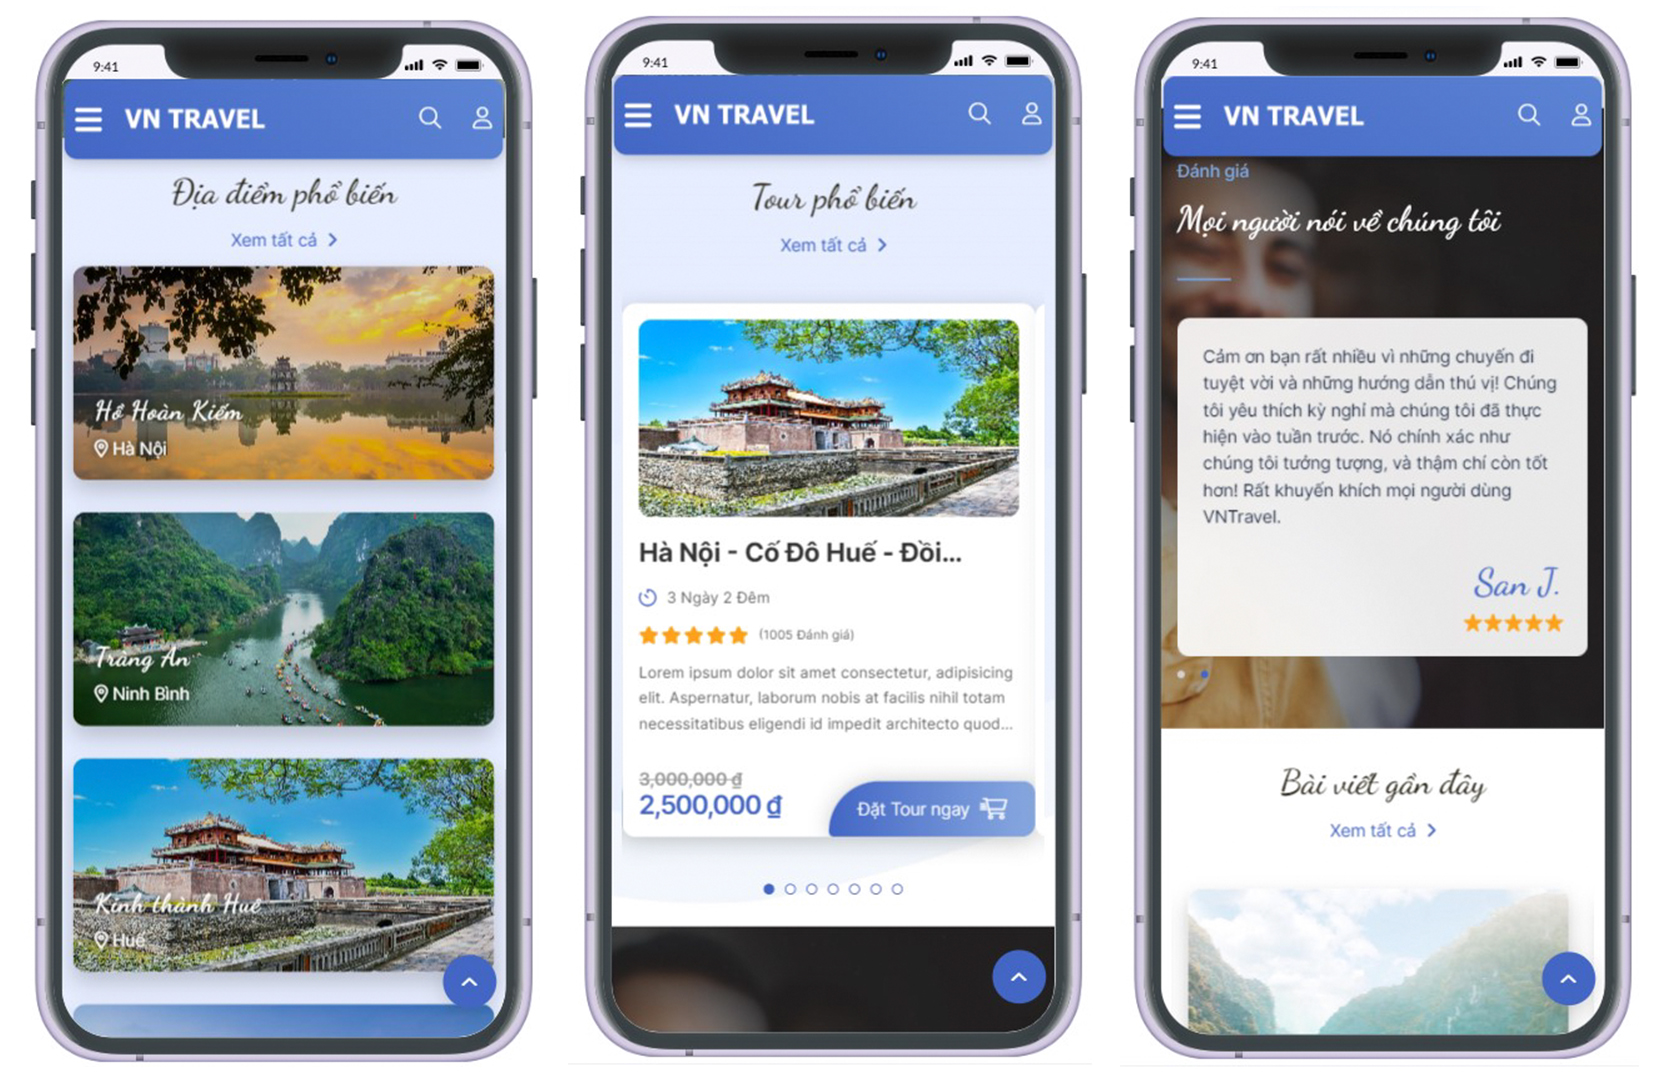 9:41
VN TRAVEL
Địa điểm phổ biến
Xem tất cả
Hồ Hoàn Kiếm
Hà Nội
Tràng An
Ninh Bình
Kinh thành Huế
Huế
9:41
VN TRAVEL
Tour phổ biến
Xem tất cả
Hà Nội - Cố Đô Huế - Đồi...
3 Ngày 2 Đêm
(1005 Đánh giá)
Lorem ipsum dolor sit amet consectetur, adipisicing
elit. Aspernatur, laborum nobis at facilis nihil totam
necessitatibus eligendi id impedit architecto quod...
3,000,000 ₫
2,500,000 ₫
Đặt Tour ngay
9:41
VN TRAVEL
Đánh giá
Mọi người nói về chúng tôi
Cảm ơn bạn rất nhiều vì những chuyến đi
tuyệt vời và những hướng dẫn thú vị! Chúng
tôi yêu thích kỳ nghỉ mà chúng tôi đã thực
hiện vào tuần trước. Nó chính xác như
chúng tôi tưởng tượng, và thậm chí còn tốt
hơn! Rất khuyến khích mọi người dùng
VNTravel.
San J.
Bài viết gần đây
Xem tất cả